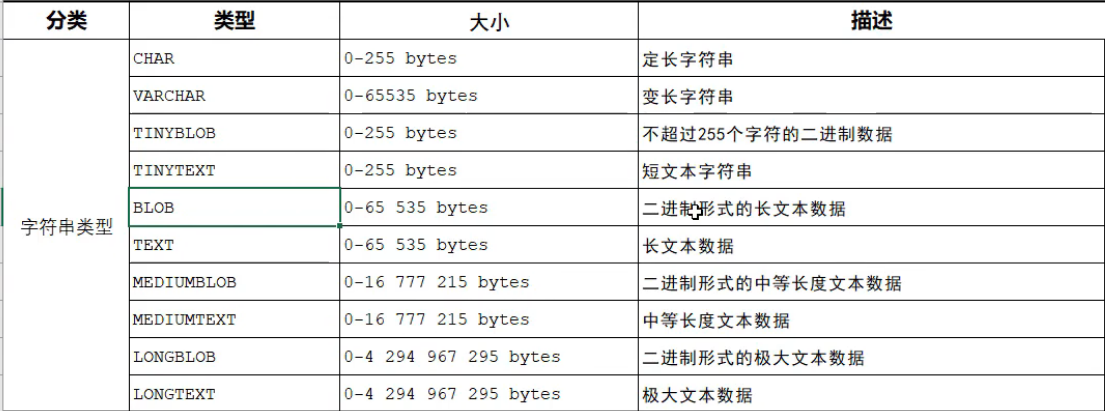 分类 类型 大小 描述
CHAR 0-255 bytes 定长字符串
VARCHAR 0-65535 bytes 变长字符串
TINYBLOB 0-255 bytes 不超过255个字符的二进制数据
TINYTEXT 0-255 bytes 短文本字符串
字符串类型 BLOB 0-65 535 bytes 二进制形式的长文本数据
TEXT 0-65 535 bytes 长文本数据
MEDIUMBLOB 0-16 777 215 bytes 二进制形式的中等长度文本数据
MEDIUMTEXT 0-16 777 215 bytes 中等长度文本数据
LONGBLOB 0-4 294 967 295 bytes 二进制形式的极大文本数据
LONGTEXT 0-4 294 967 295 bytes 极大文本数据